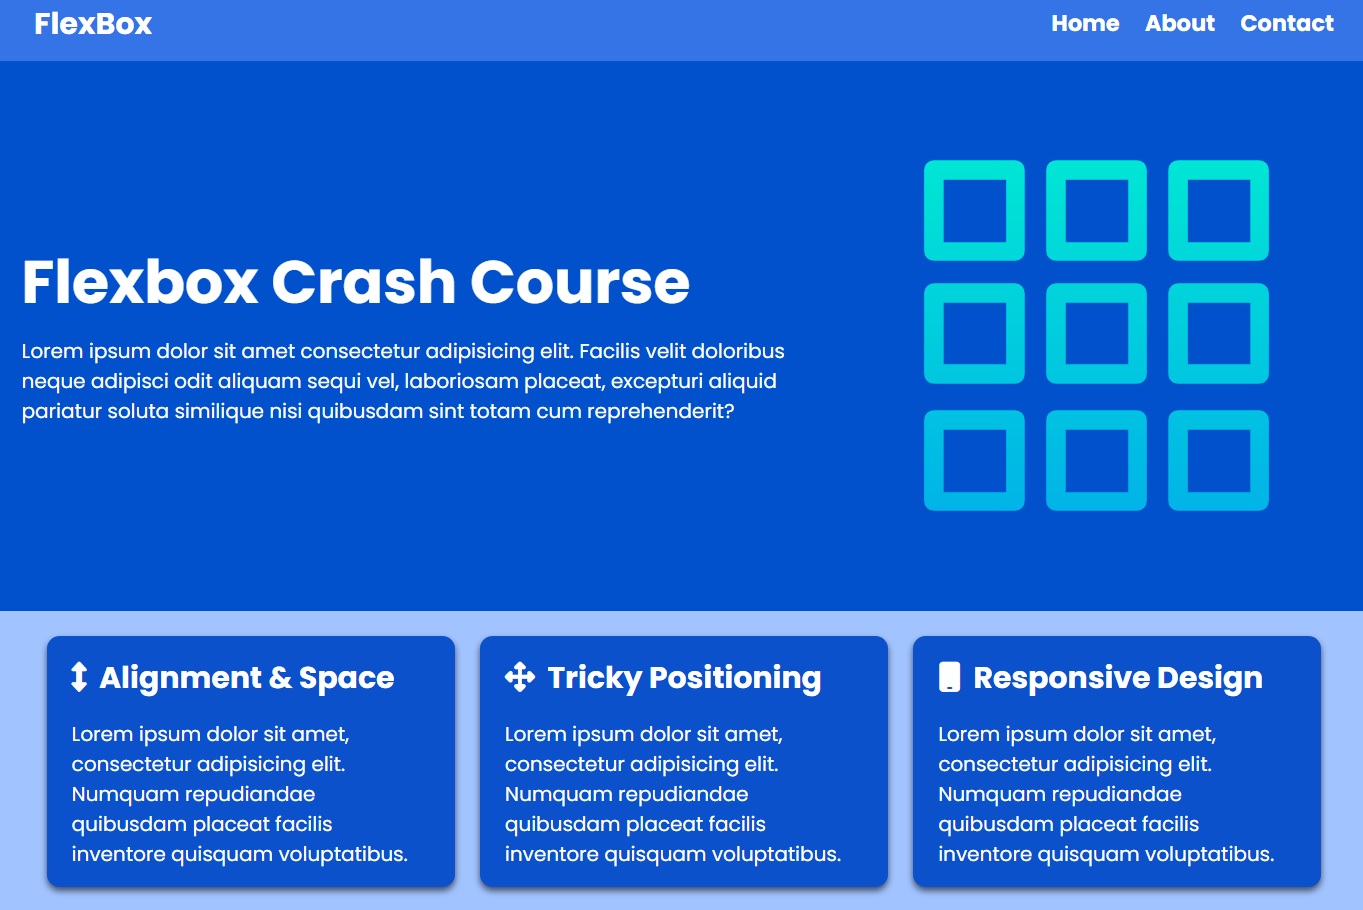 FlexBox
Home About Contact
Flexbox Crash Course
Lorem ipsum dolor sit amet consectetur adipisicing elit. Facilis velit doloribus
neque adipisci odit aliquam sequi vel, laboriosam placeat, excepturi aliquid
pariatur soluta similique nisi quibusdam sint totam cum reprehenderit?
Alignment & Space
Lorem ipsum dolor sit amet,
consectetur adipisicing elit.
Numquam repudiandae
quibusdam placeat facilis
inventore quisquam voluptatibus.
Tricky Positioning
Lorem ipsum dolor sit amet,
consectetur adipisicing elit.
Numquam repudiandae
quibusdam placeat facilis
inventore quisquam voluptatibus.
Responsive Design
Lorem ipsum dolor sit amet,
consectetur adipisicing elit.
Numquam repudiandae
quibusdam placeat facilis
inventore quisquam voluptatibus.